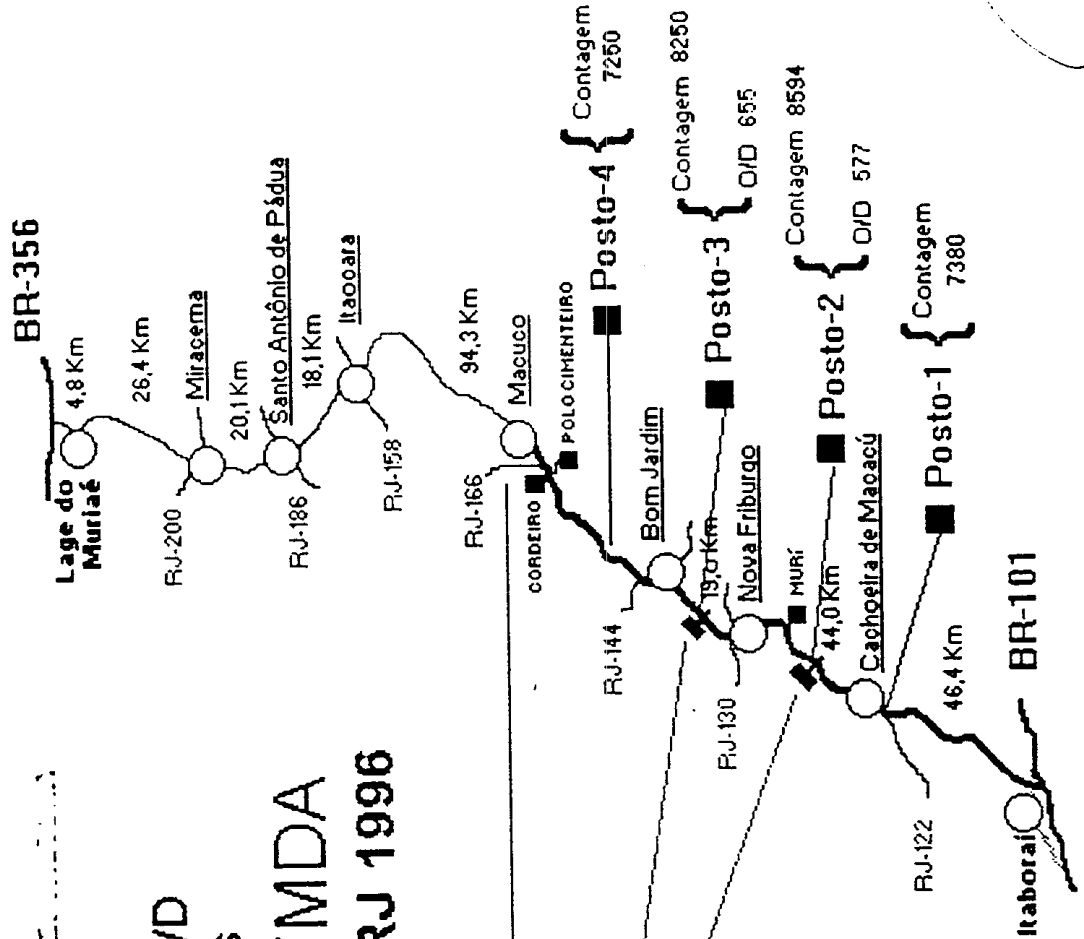 BR-356
4,8 Km
Lage do
Muriaé
26,4 Km
Miracema
RJ-200
20,1 Km
Santo Antônio de Pádua
RJ-186
18,1 Km
Itaooara
RJ-158
94,3 Km
Macuco
RJ-166
POLO CIMENTEIRO
CORDEIRO
Posto-4
Contagem
7250
Bom Jardim
RJ-144
19,0 Km
Posto-3
Contagem 8250
O/D 655
Nova Friburgo
RJ-130
MURÍ
44,0 Km
Posto-2
Contagem 8594
O/D 577
Cachoeira de Macacú
Posto-1
Contagem
7380
RJ-122
46,4 Km
BR-101
Itaboraí
MDA
RJ 1996